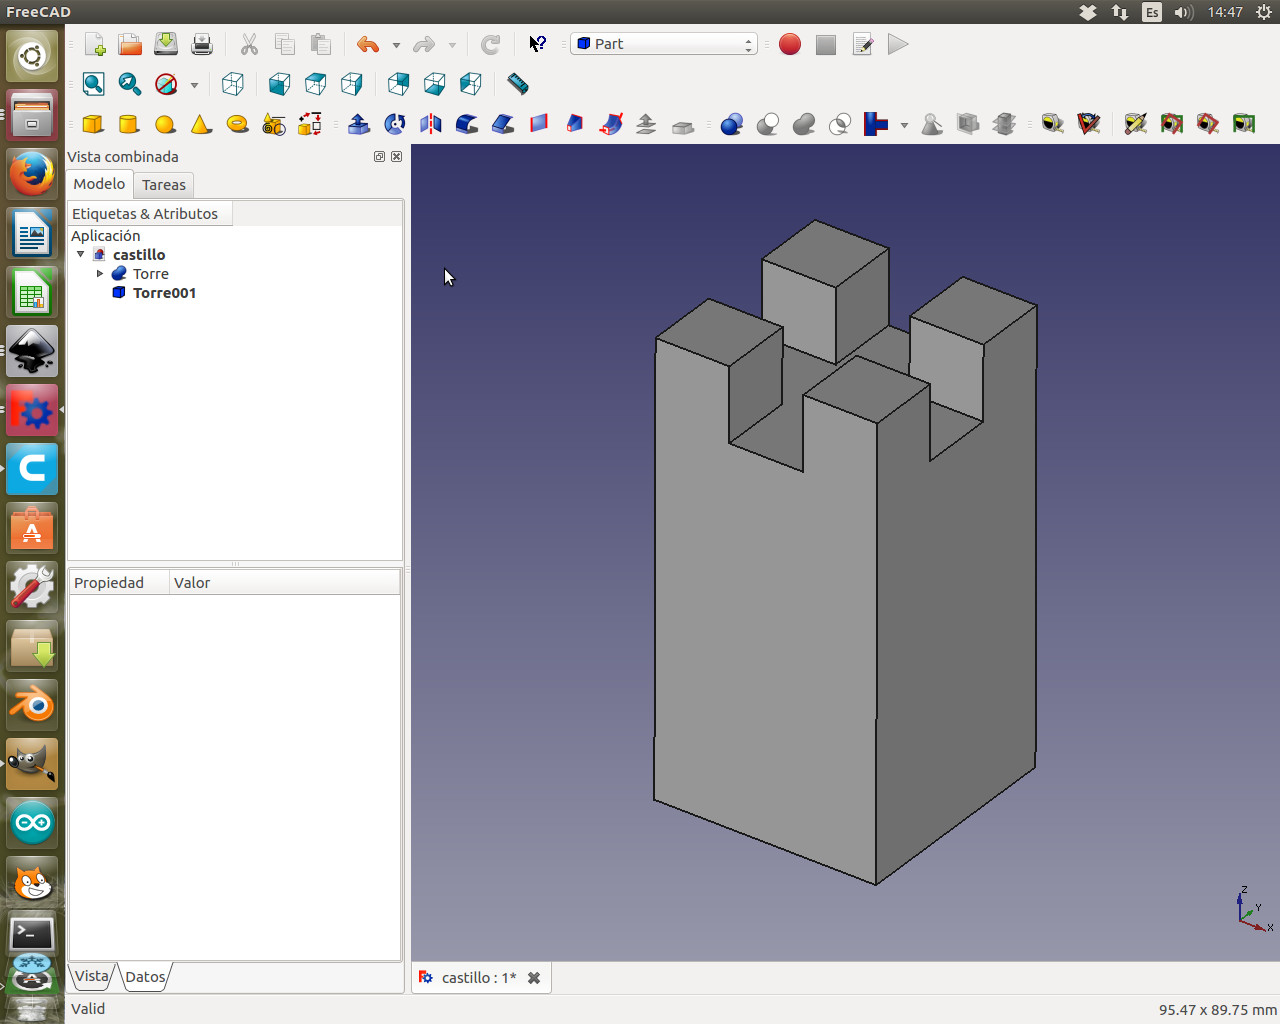 FreeCAD
Es
14:47
Part
Vista combinada
Modelo
Tareas
Etiquetas & Atributos
Aplicación
castillo
Torre
Torre001
Propiedad
Valor
Z
Y
X
Vista
Datos
castillo : 1*
Valid
95.47 x 89.75 mm